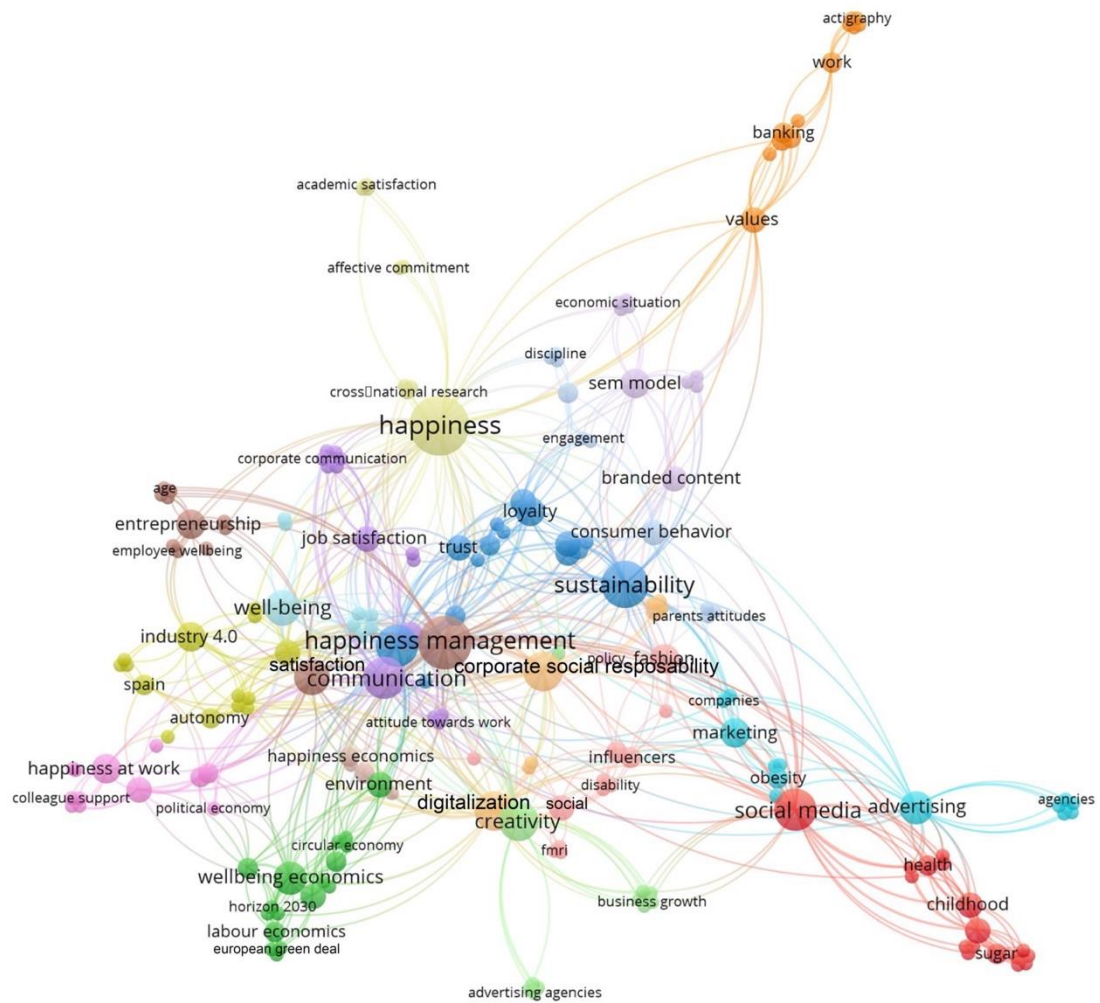 actigraphy
work
banking
academic satisfaction
values
affective commitment
economic situation
discipline
cross▯national research
sem model
happiness
engagement
corporate communication
branded content
age
entrepreneurship
loyalty
consumer behavior
job satisfaction
trust
employee wellbeing
sustainability
well-being
parents attitudes
industry 4.0
happiness management
satisfaction
corporate social resposability
policy
fashion
communication
spain
companies
autonomy
attitude towards work
marketing
happiness economics
influencers
happiness at work
environment
obesity
disability
colleague support
political economy
digitalization
social
social media
advertising
agencies
creativity
circular economy
fmri
health
wellbeing economics
business growth
childhood
horizon 2030
labour economics
european green deal
sugar
advertising agencies